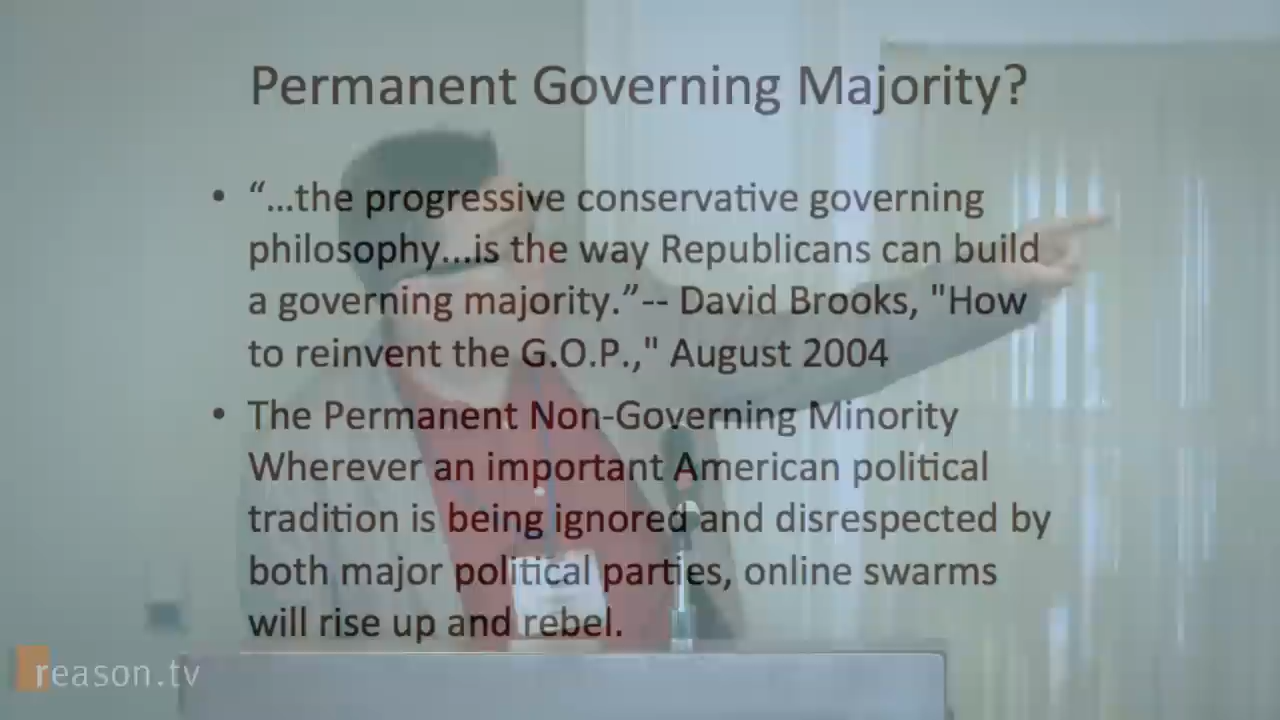 Permanent Governing Majority?
• “...the progressive conservative governing
philosophy...is the way Republicans can build
a governing majority.”-- David Brooks, "How
to reinvent the G.O.P.," August 2004
• The Permanent Non-Governing Minority
Wherever an important American political
tradition is being ignored and disrespected by
both major political parties, online swarms
will rise up and rebel.
reason.tv